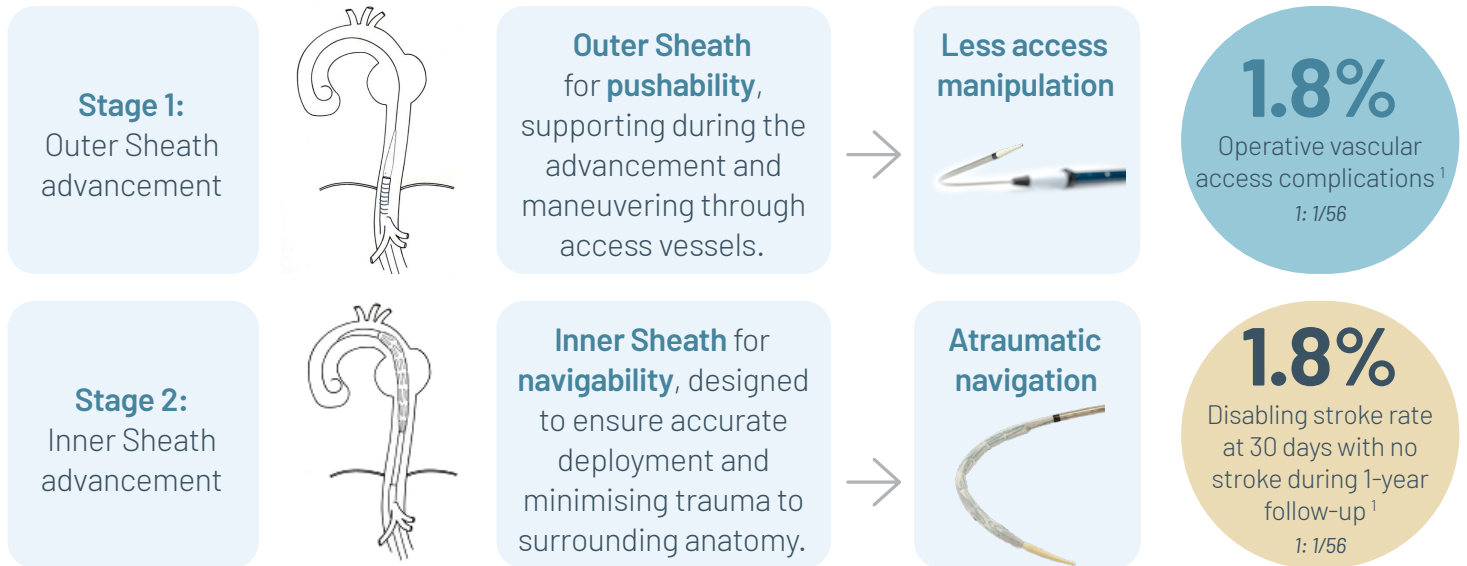 Stage 1:
Outer Sheath
advancement
Outer Sheath
for pushability,
supporting during the
advancement and
maneuvering through
access vessels.
Less access
manipulation
1.8%
Operative vascular
access complications 1
1: 1/56
Stage 2:
Inner Sheath
advancement
Inner Sheath for
navigability, designed
to ensure accurate
deployment and
minimising trauma to
surrounding anatomy.
Atraumatic
navigation
1.8%
Disabling stroke rate
at 30 days with no
stroke during 1-year
follow-up 1
1: 1/56